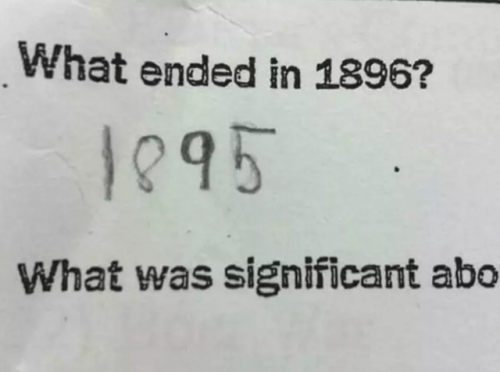 What ended in 1896?
1895
What was significant abo